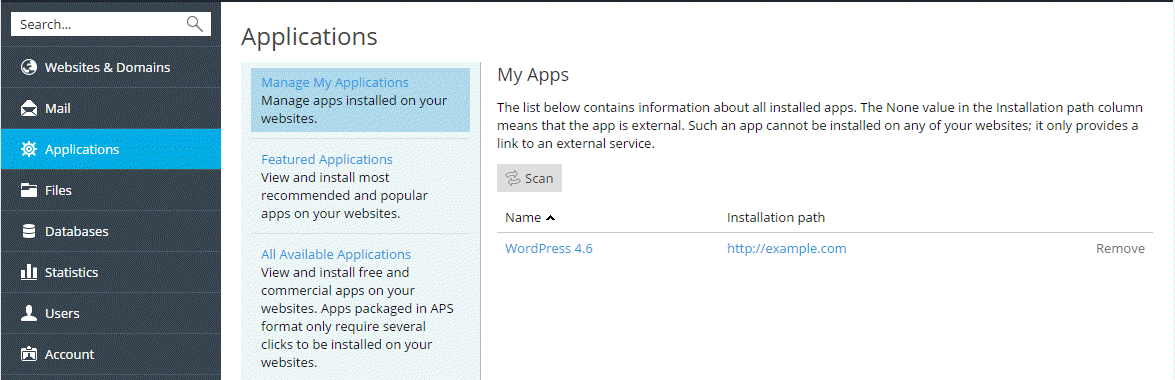 Search...
Websites & Domains
Mail
Applications
Files
Databases
Statistics
Users
Account
Applications
Manage My Applications
Manage apps installed on your
websites.
Featured Applications
View and install most
recommended and popular
apps on your websites.
All Available Applications
View and install free and
commercial apps on your
websites. Apps packaged in APS
format only require several
clicks to be installed on your
websites.
My Apps
The list below contains information about all installed apps. The None value in the Installation path column
means that the app is external. Such an app cannot be installed on any of your websites; it only provides a
link to an external service.
Scan
Name Installation path
WordPress 4.6 http://example.com Remove